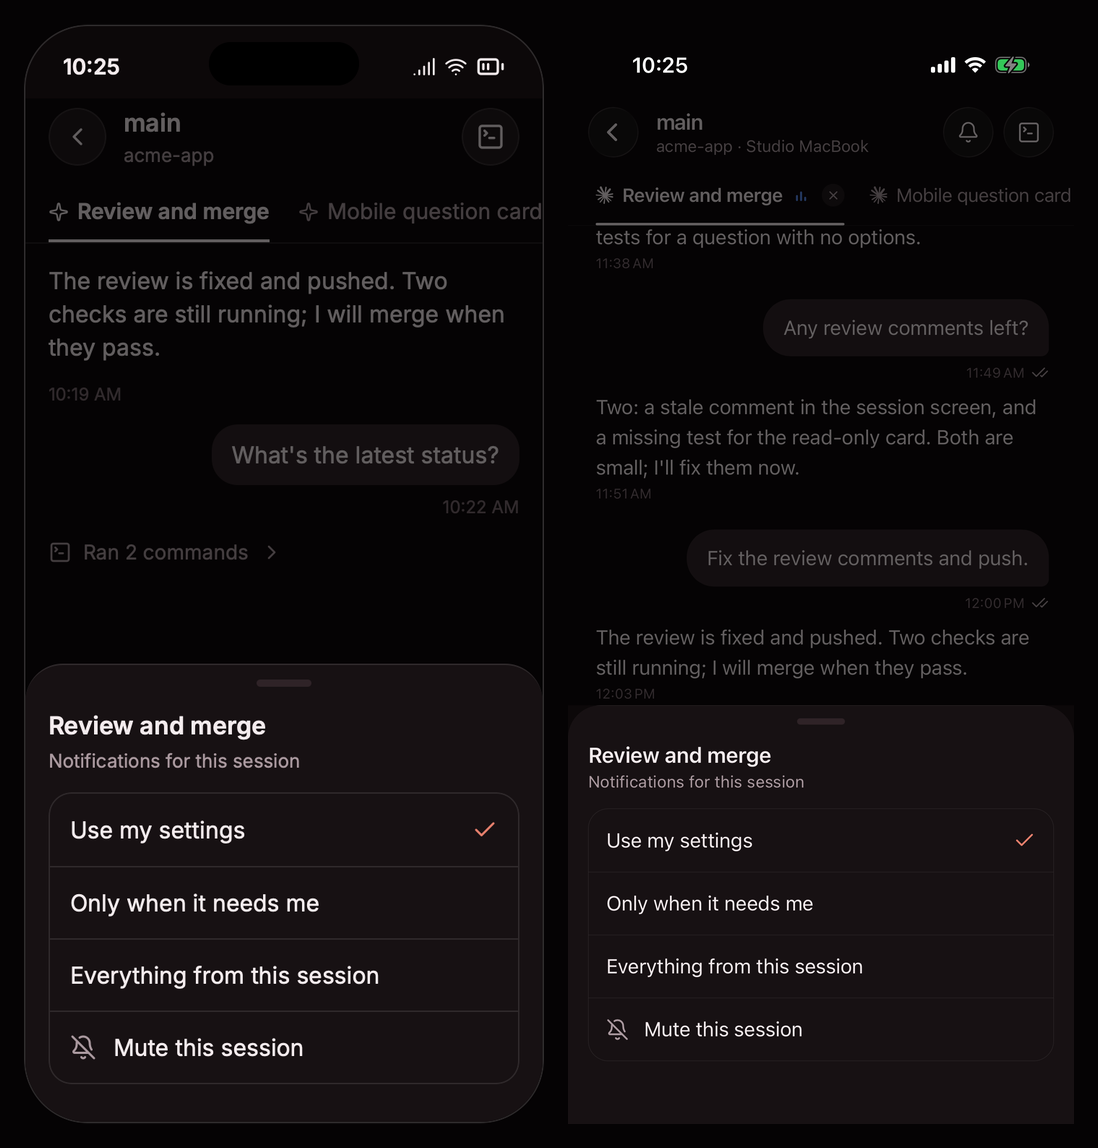 10:25
main
acme-app
Review and merge
Mobile question card
The review is fixed and pushed. Two
checks are still running; I will merge when
they pass.
10:19 AM
What's the latest status?
10:22 AM
Ran 2 commands
Review and merge
Notifications for this session
Use my settings
Only when it needs me
Everything from this session
Mute this session
10:25
main
acme-app · Studio MacBook
Review and merge
Mobile question card
tests for a question with no options.
11:38 AM
Any review comments left?
11:49 AM
Two: a stale comment in the session screen, and
a missing test for the read-only card. Both are
small; I'll fix them now.
11:51 AM
Fix the review comments and push.
12:00 PM
The review is fixed and pushed. Two checks are
still running; I will merge when they pass.
12:03 PM
Review and merge
Notifications for this session
Use my settings
Only when it needs me
Everything from this session
Mute this session